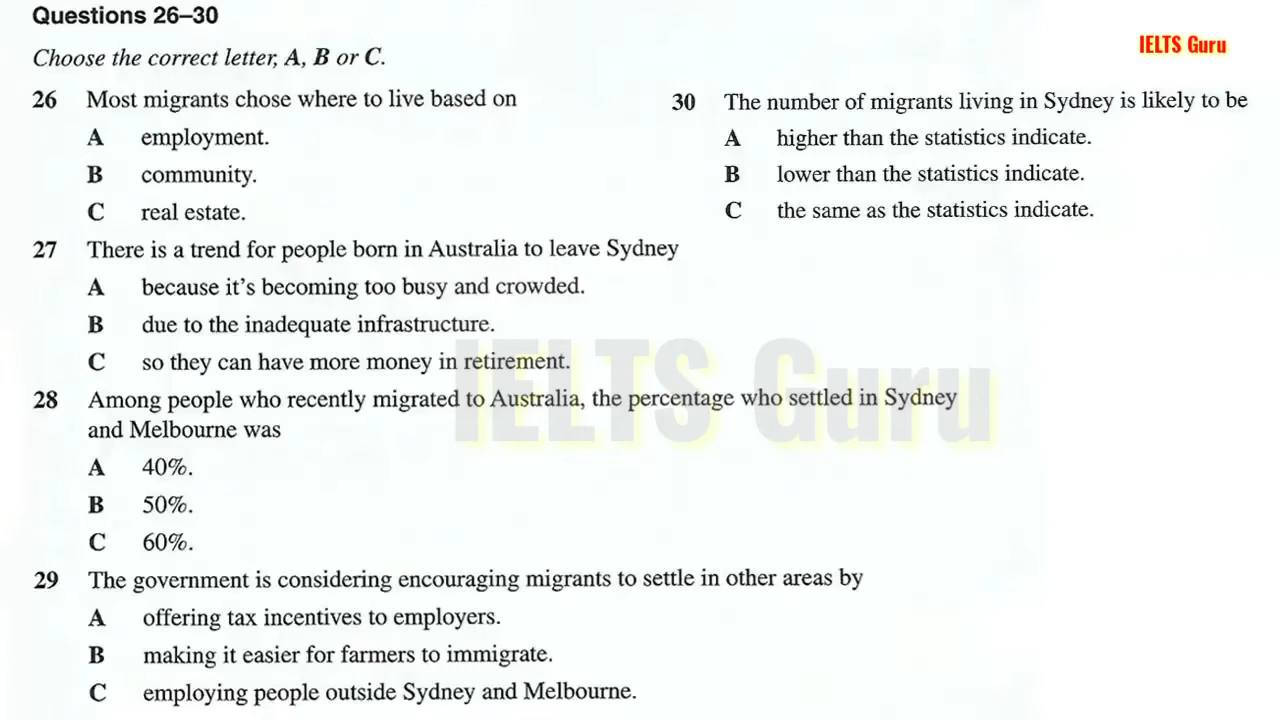 Questions 26–30
IELTS Guru
Choose the correct letter, A, B or C.
26 Most migrants chose where to live based on
A employment.
B community.
C real estate.
27 There is a trend for people born in Australia to leave Sydney
A because it's becoming too busy and crowded.
B due to the inadequate infrastructure.
C so they can have more money in retirement.
28 Among people who recently migrated to Australia, the percentage who settled in Sydney
and Melbourne was
A 40%.
B 50%.
C 60%.
29 The government is considering encouraging migrants to settle in other areas by
A offering tax incentives to employers.
B making it easier for farmers to immigrate.
C employing people outside Sydney and Melbourne.
30 The number of migrants living in Sydney is likely to be
A higher than the statistics indicate.
B lower than the statistics indicate.
C the same as the statistics indicate.
IELTS Guru